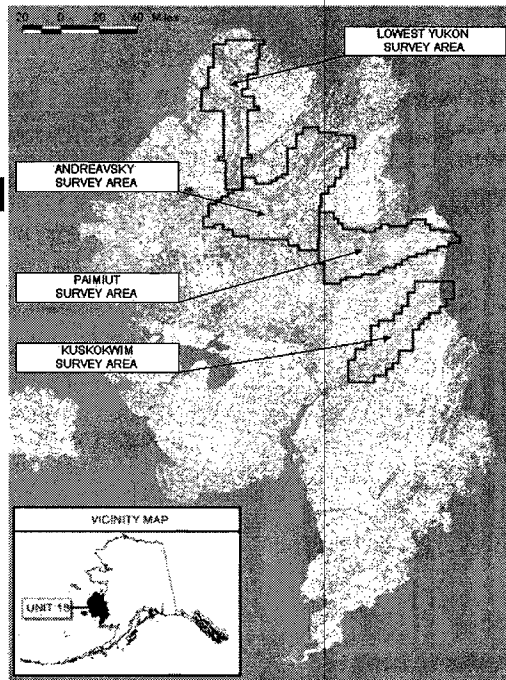 20 0 20 40 Miles
LOWEST YUKON
SURVEY AREA
ANDREAVSKY
SURVEY AREA
PAIMIUT
SURVEY AREA
KUSKOKWIM
SURVEY AREA
VICINITY MAP
UNIT 18